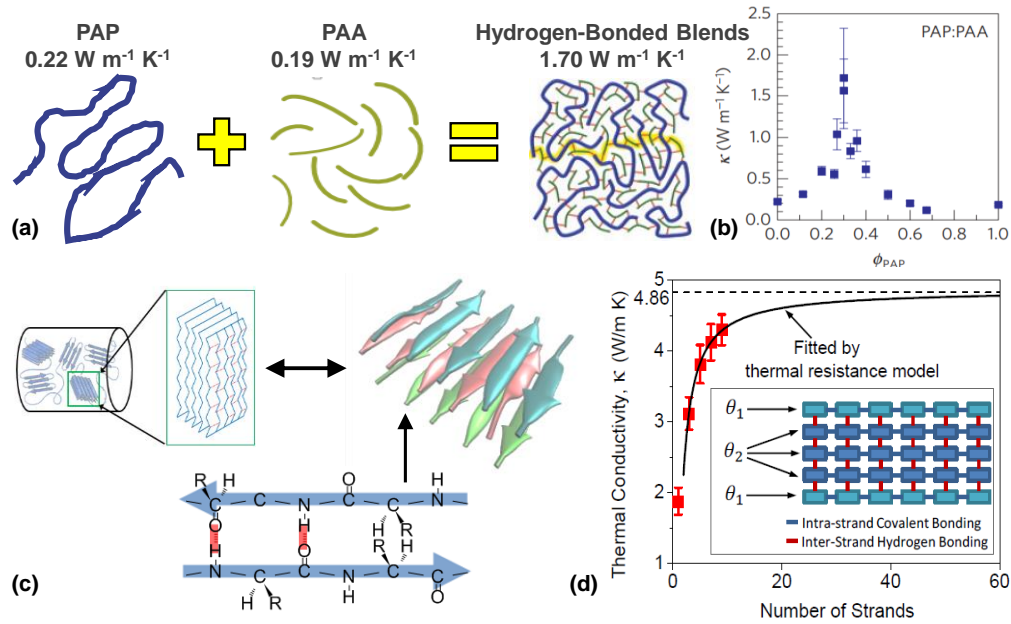 PAP
0.22 W m⁻¹ K⁻¹
PAA
0.19 W m⁻¹ K⁻¹
Hydrogen-Bonded Blends
1.70 W m⁻¹ K⁻¹
(a)
(b)
PAP:PAA
κ (W m⁻¹ K⁻¹)
2.5
2.0
1.5
1.0
0.5
0.0
0.0 0.2 0.4 0.6 0.8 1.0
ϕPAP
(c)
R H O H N
C C N C C N
O H H R
H O R H
N C C N C C
H R O H O
(d)
Thermal Conductivity, κ (W/m K)
5
4.86
4
3
2
1
Fitted by
thermal resistance model
θ₁
θ₂
θ₁
Intra-strand Covalent Bonding
Inter-Strand Hydrogen Bonding
0 20 40 60
Number of Strands